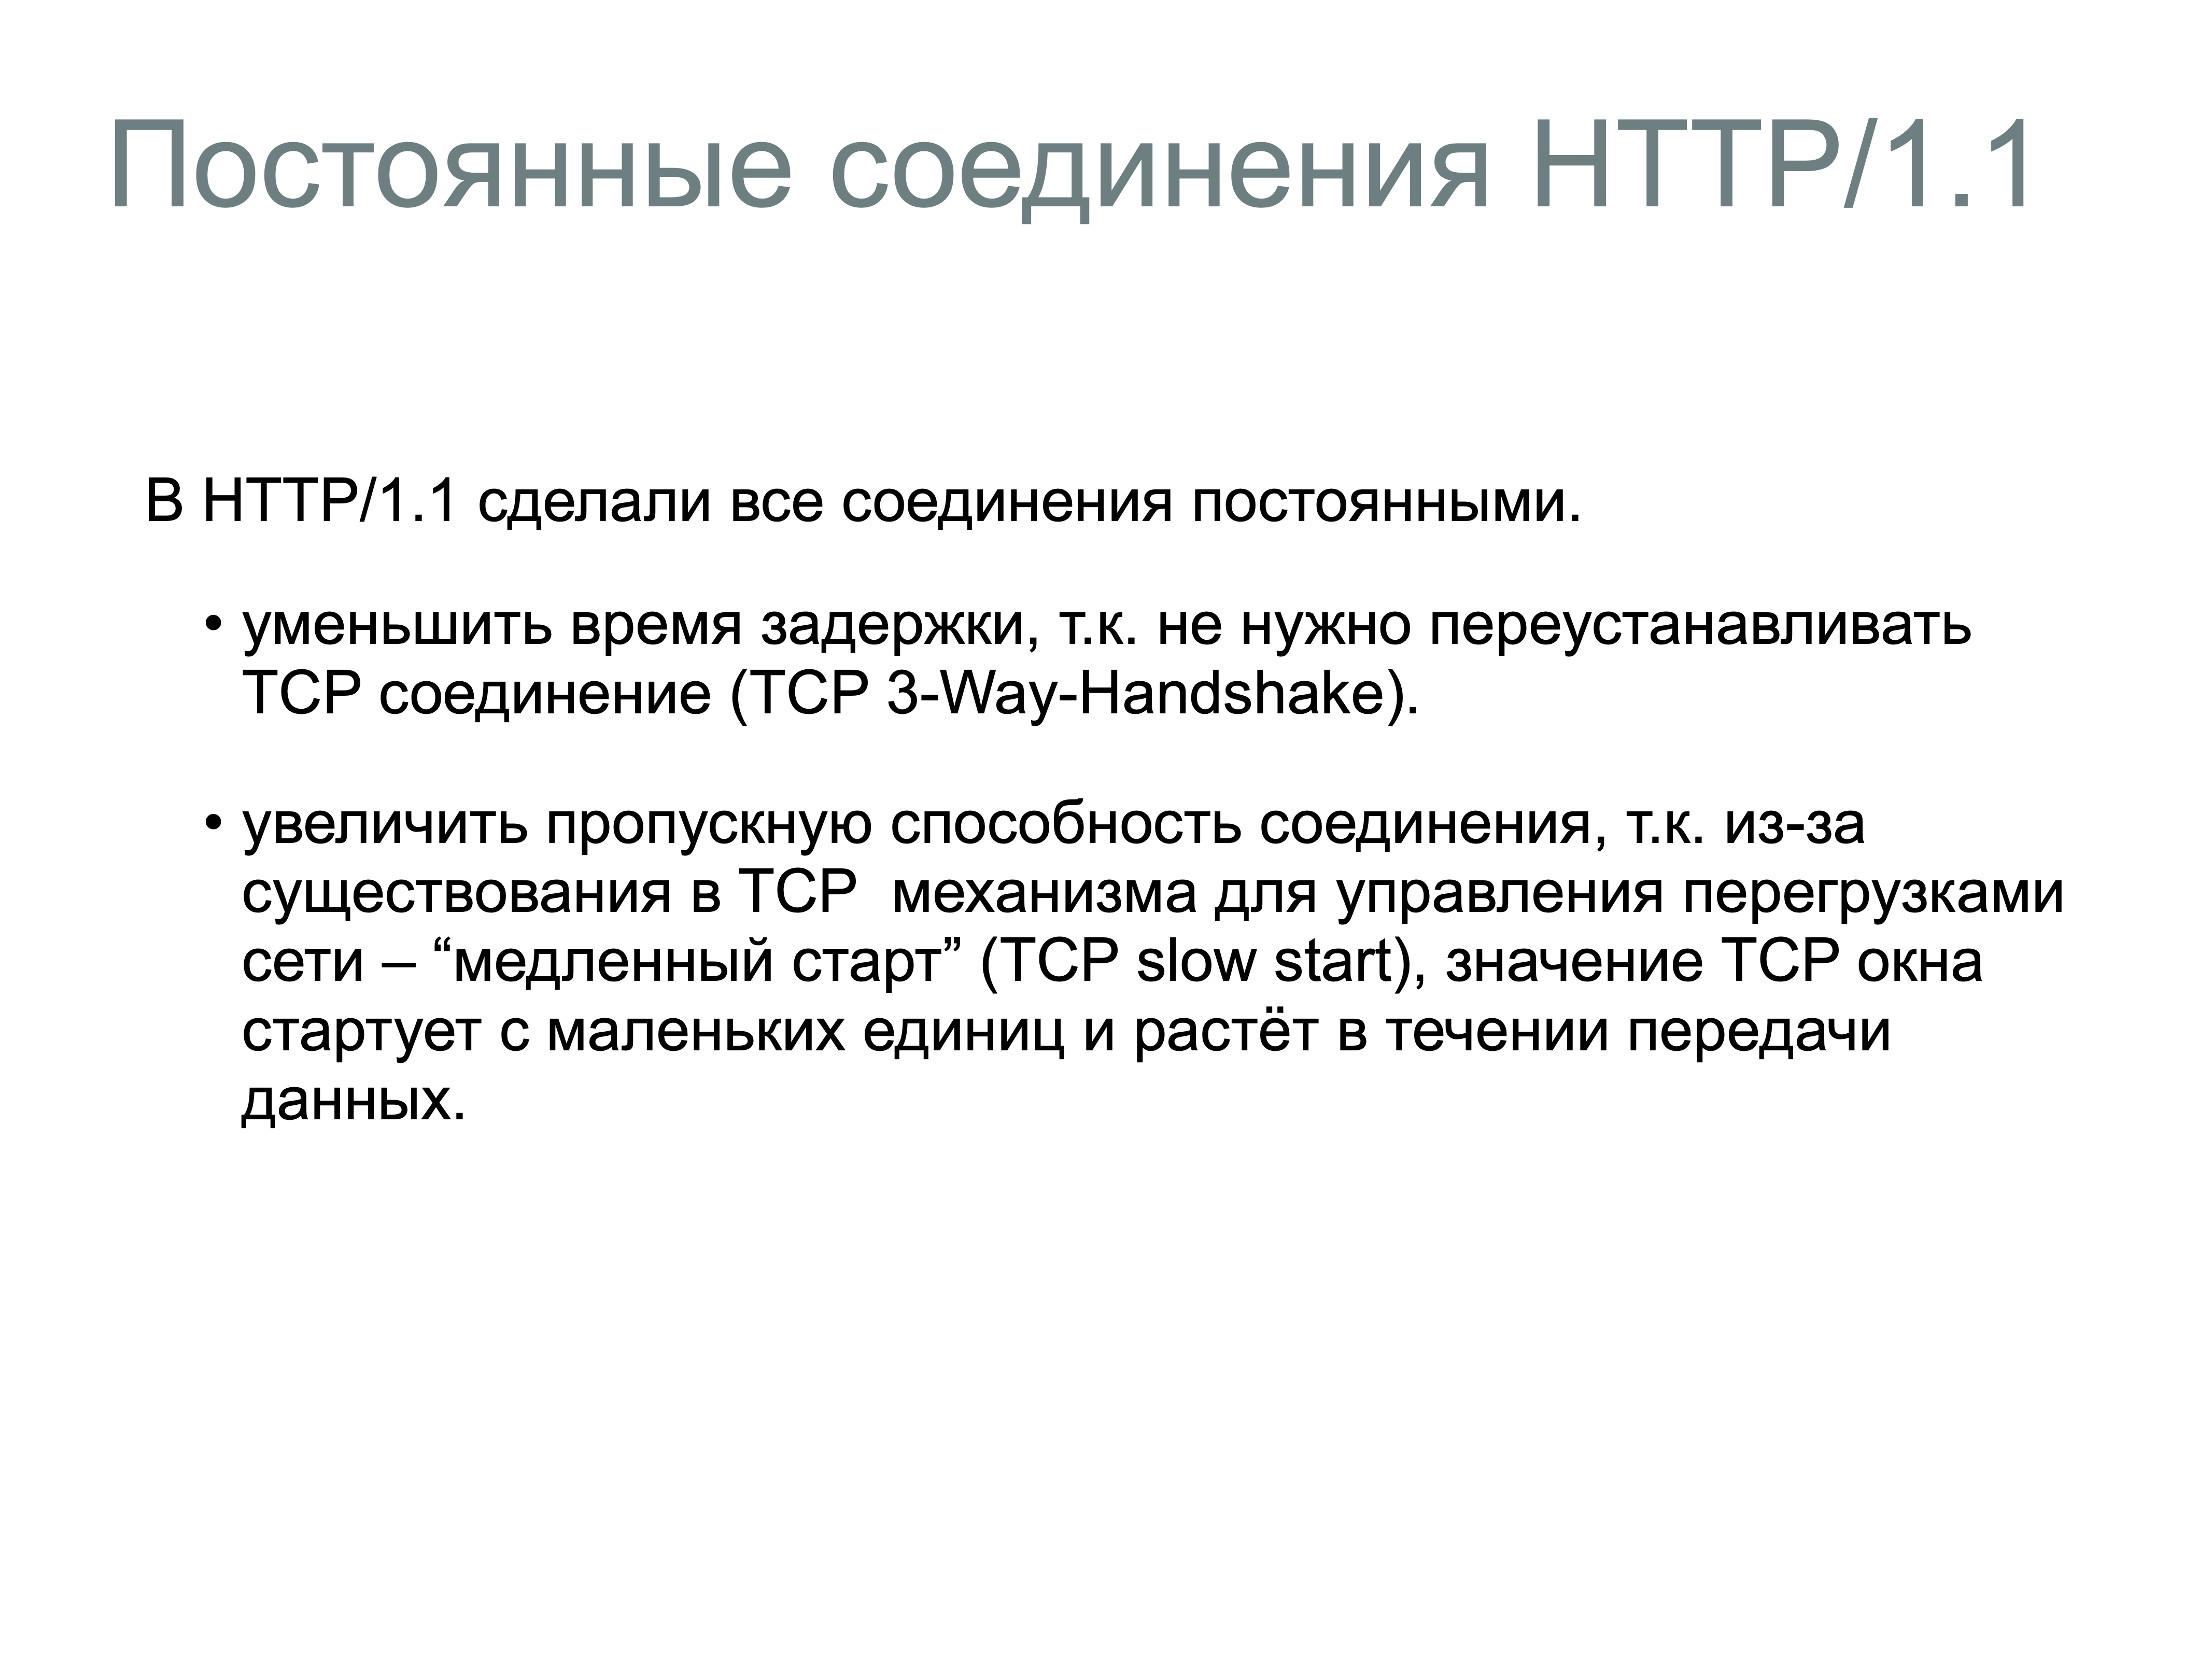 Постоянные соединения HTTP/1.1
В HTTP/1.1 сделали все соединения постоянными.
• уменьшить время задержки, т.к. не нужно переустанавливать
TCP соединение (TCP 3-Way-Handshake).
• увеличить пропускную способность соединения, т.к. из-за
существования в TCP  механизма для управления перегрузками
сети – “медленный старт” (TCP slow start), значение TCP окна
стартует с маленьких единиц и растёт в течении передачи
данных.